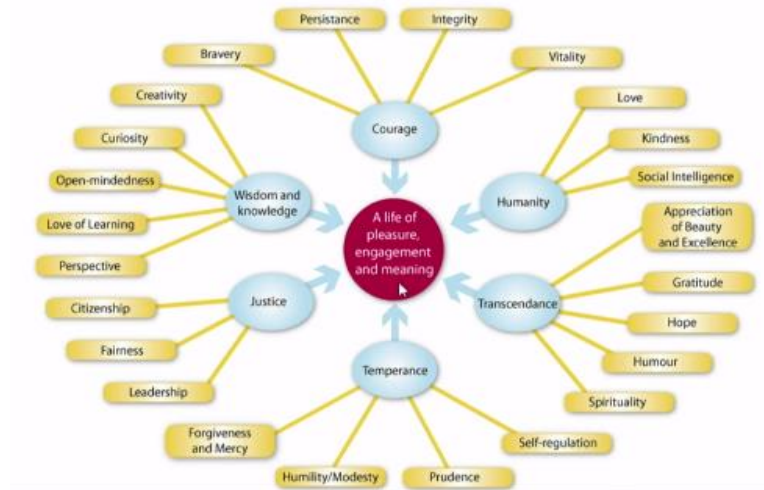 Persistance
Integrity
Bravery
Vitality
Creativity
Love
Courage
Curiosity
Kindness
Open-mindedness
Social Intelligence
Wisdom and
knowledge
Humanity
Love of Learning
A life of
pleasure,
engagement
and meaning
Appreciation
of Beauty
and Excellence
Perspective
Gratitude
Citizenship
Justice
Transcendance
Hope
Fairness
Humour
Temperance
Leadership
Spirituality
Forgiveness
and Mercy
Self-regulation
Humility/Modesty
Prudence